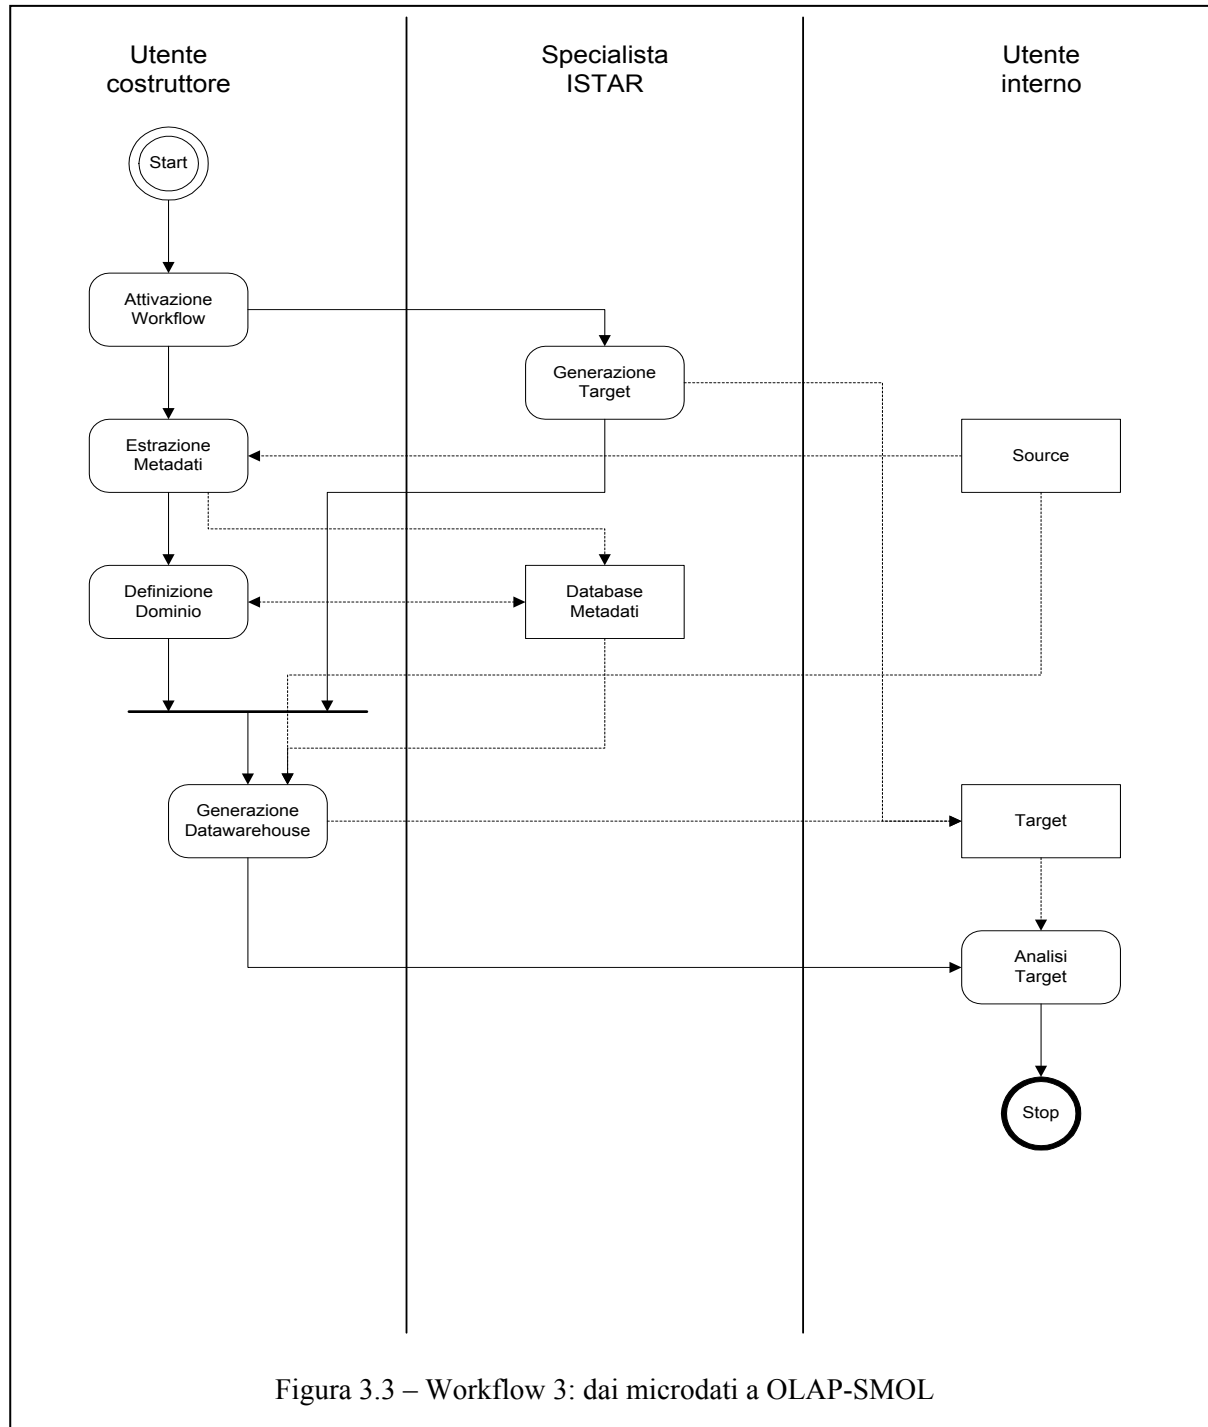 Utente
costruttore
Specialista
ISTAR
Utente
interno
Start
Attivazione
Workflow
Generazione
Target
Estrazione
Metadati
Source
Definizione
Dominio
Database
Metadati
Generazione
Datawarehouse
Target
Analisi
Target
Stop
Figura 3.3 – Workflow 3: dai microdati a OLAP-SMOL